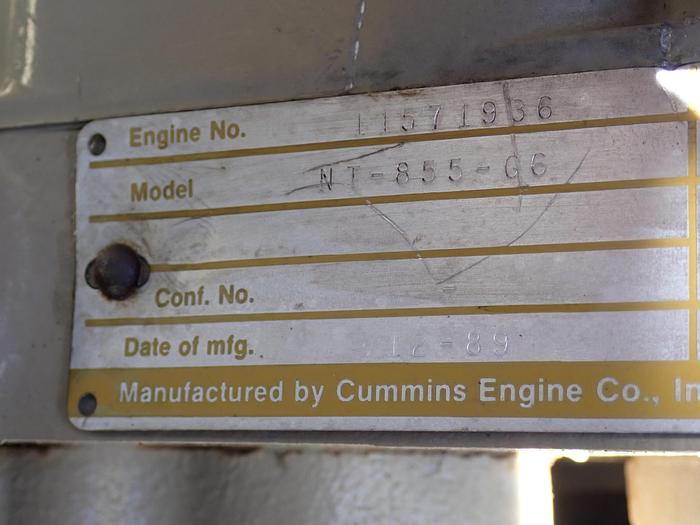 Engine No. 11571936
Model NT-855-G6
Conf. No.
Date of mfg. 12-89
Manufactured by Cummins Engine Co., In